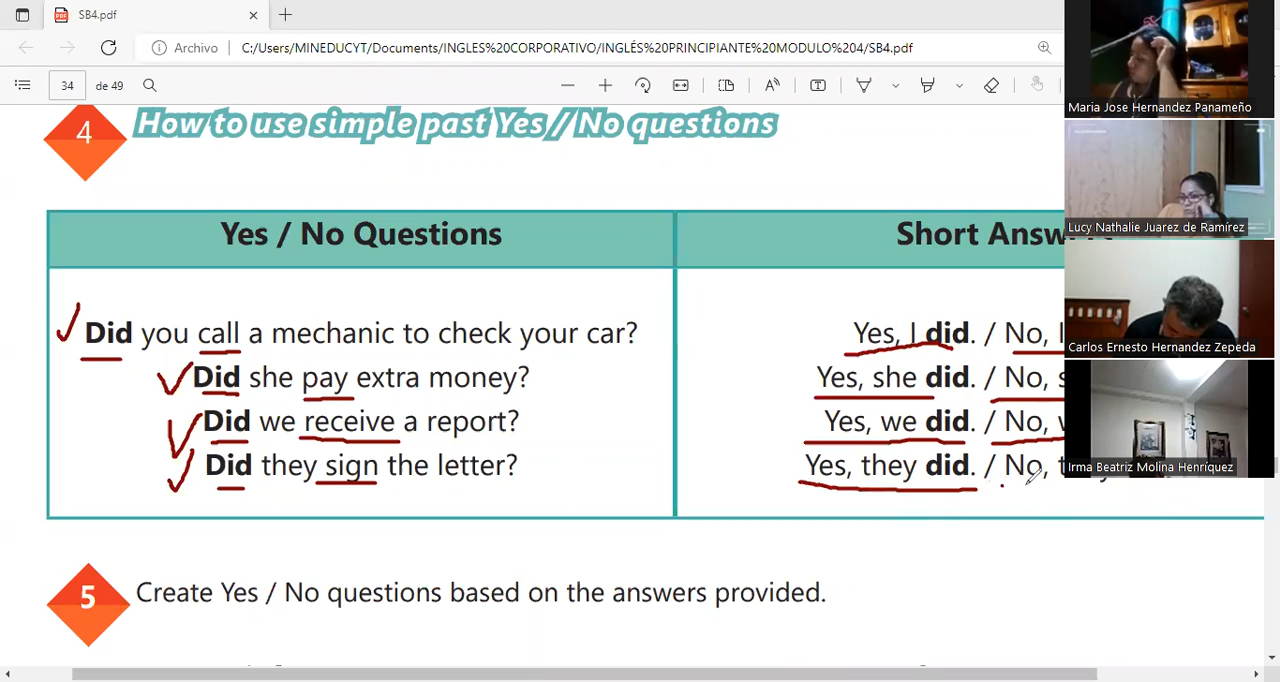 SB4.pdf
Archivo C:/Users/MINEDUCYT/Documents/INGLES%20CORPORATIVO/INGLÉS%20PRINCIPIANTE%20MODULO%204/SB4.pdf
34 de 49
4 How to use simple past Yes / No questions
Yes / No Questions
Short
Did you call a mechanic to check your car?
Yes, I did. / No, I
Did she pay extra money?
Yes, she did. / No,
Did we receive a report?
Yes, we did. / No,
Did they sign the letter?
Yes, they did. / No,
5 Create Yes / No questions based on the answers provided.
Maria Jose Hernandez Panameño
Lucy Nathalie Juarez de Ramírez
Carlos Ernesto Hernandez Zepeda
Irma Beatriz Molina Henríquez